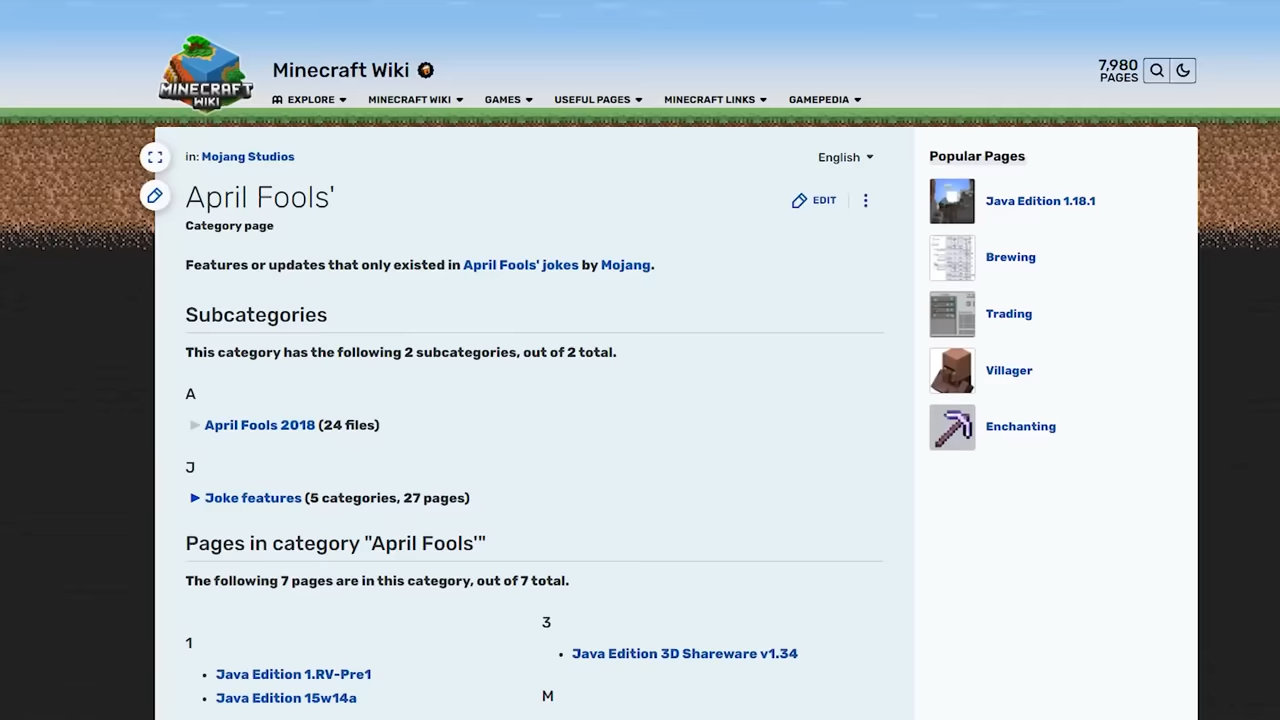 MINECRAFT
WIKI
Minecraft Wiki
7,980
PAGES
EXPLORE
MINECRAFT WIKI
GAMES
USEFUL PAGES
MINECRAFT LINKS
GAMEPEDIA
in: Mojang Studios
English
April Fools'
EDIT
Category page
Features or updates that only existed in April Fools' jokes by Mojang.
Subcategories
This category has the following 2 subcategories, out of 2 total.
A
April Fools 2018 (24 files)
J
Joke features (5 categories, 27 pages)
Pages in category "April Fools'"
The following 7 pages are in this category, out of 7 total.
1
Java Edition 1.RV-Pre1
Java Edition 15w14a
3
Java Edition 3D Shareware v1.34
M
Popular Pages
Java Edition 1.18.1
Brewing
Trading
Villager
Enchanting